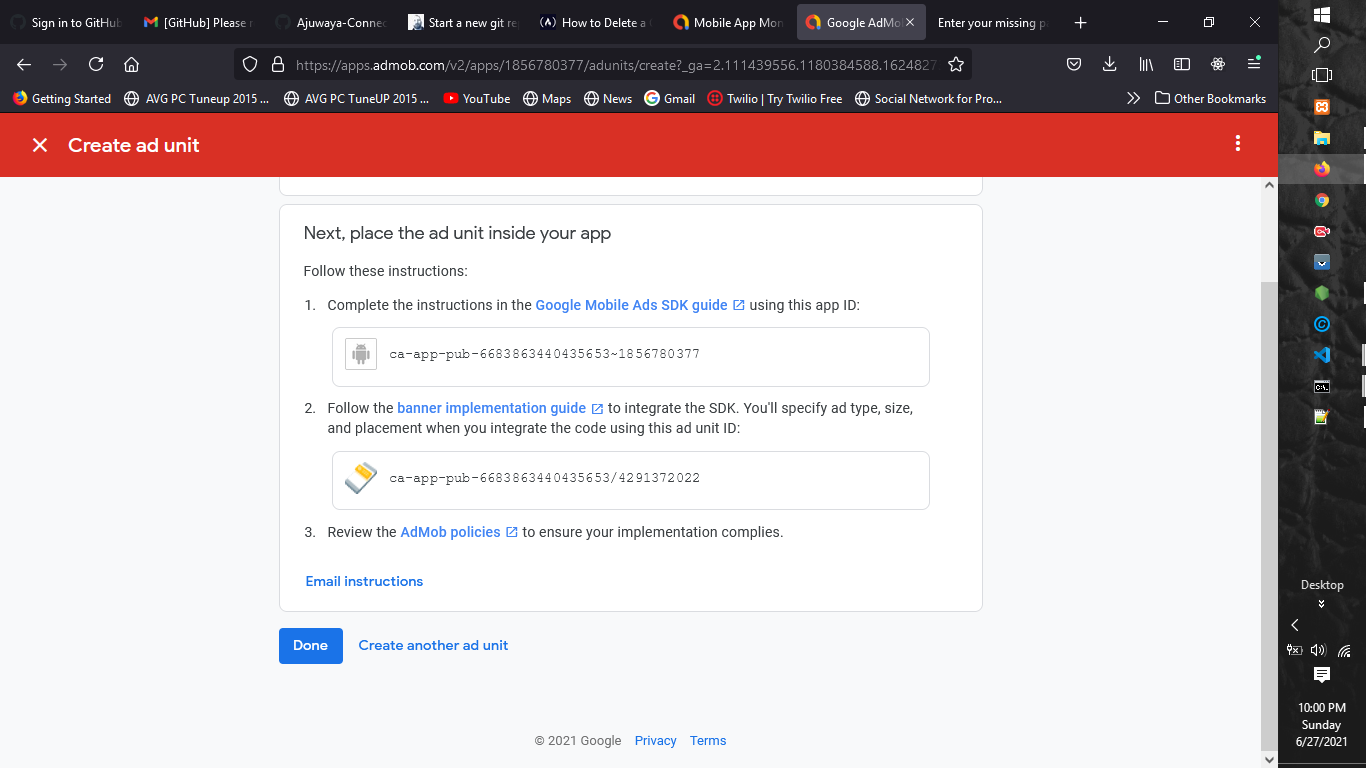 Sign in to GitHub
[GitHub] Please r
Ajuwaya-Connec
Start a new git re
How to Delete a
Mobile App Mon
Google AdMo
Enter your missing p
https://apps.admob.com/v2/apps/1856780377/adunits/create?_ga=2.111439556.1180384588.1624827
Getting Started
AVG PC Tuneup 2015 ...
AVG PC TuneUP 2015 ...
YouTube
Maps
News
Gmail
Twilio | Try Twilio Free
Social Network for Pro...
Other Bookmarks
Create ad unit
Next, place the ad unit inside your app
Follow these instructions:
1. Complete the instructions in the Google Mobile Ads SDK guide using this app ID:
ca-app-pub-6683863440435653~1856780377
2. Follow the banner implementation guide to integrate the SDK. You'll specify ad type, size,
and placement when you integrate the code using this ad unit ID:
ca-app-pub-6683863440435653/4291372022
3. Review the AdMob policies to ensure your implementation complies.
Email instructions
Done
Create another ad unit
© 2021 Google
Privacy
Terms
Desktop
10:00 PM
Sunday
6/27/2021